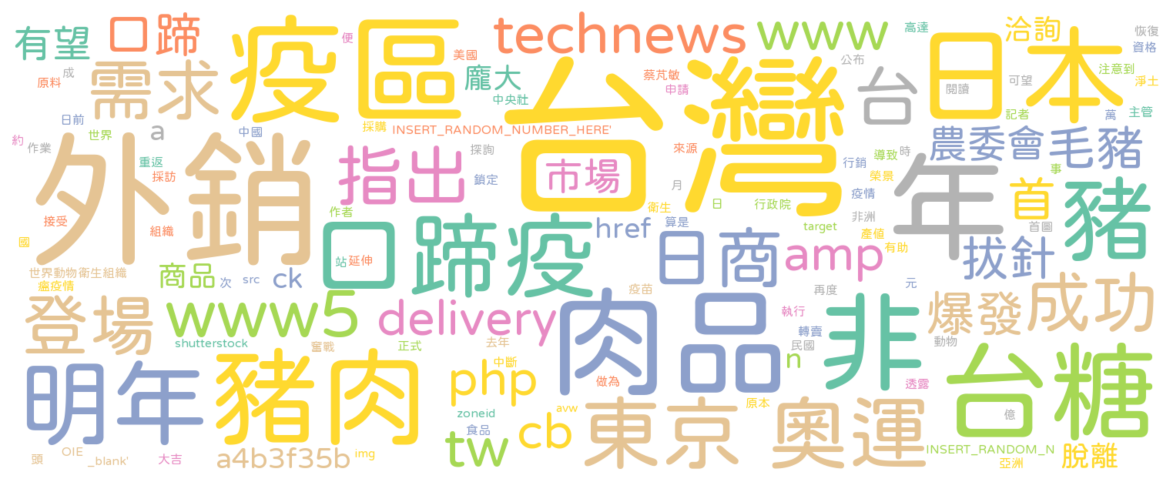 有望
口蹄
疫區
technews
www
高達
洽詢
日本
恢復
資格
原料
成
需求
美國
龐大
中央社
台灣
蔡芃敏
申請
公布
台
閱讀
可望
注意到
淨土
約
作業
日前
世界
a
中國
採購
INSERT_RANDOM_NUMBER_HERE'
探詢
來源
行銷
導致
時
記者
農委會
毛豬
萬
主管
便
重返
採訪
外銷
指出
市場
鎖定
月
日
行政院
榮景
疫情
年
首
事
豬
接受
組織
作者
口蹄疫
href
衛生
算是
日商
amp
target
非洲
產值
有助
首圖
拔針
國
世界動物衛生組織
瘟疫情
商品
次
src
ck
站
延伸
登場
www5
delivery
疫苗
肉品
再度
執行
轉賣
民國
非
元
爆發
成功
動物
shutterstock
奮戰
正式
去年
中斷
n
透露
台糖
明年
豬肉
php
做為
zoneid
avw
原本
億
食品
tw
cb
東京
奧運
INSERT_RANDOM_N
頭
OIE
_blank'
大吉
a4b3f35b
img
亞洲
脫離